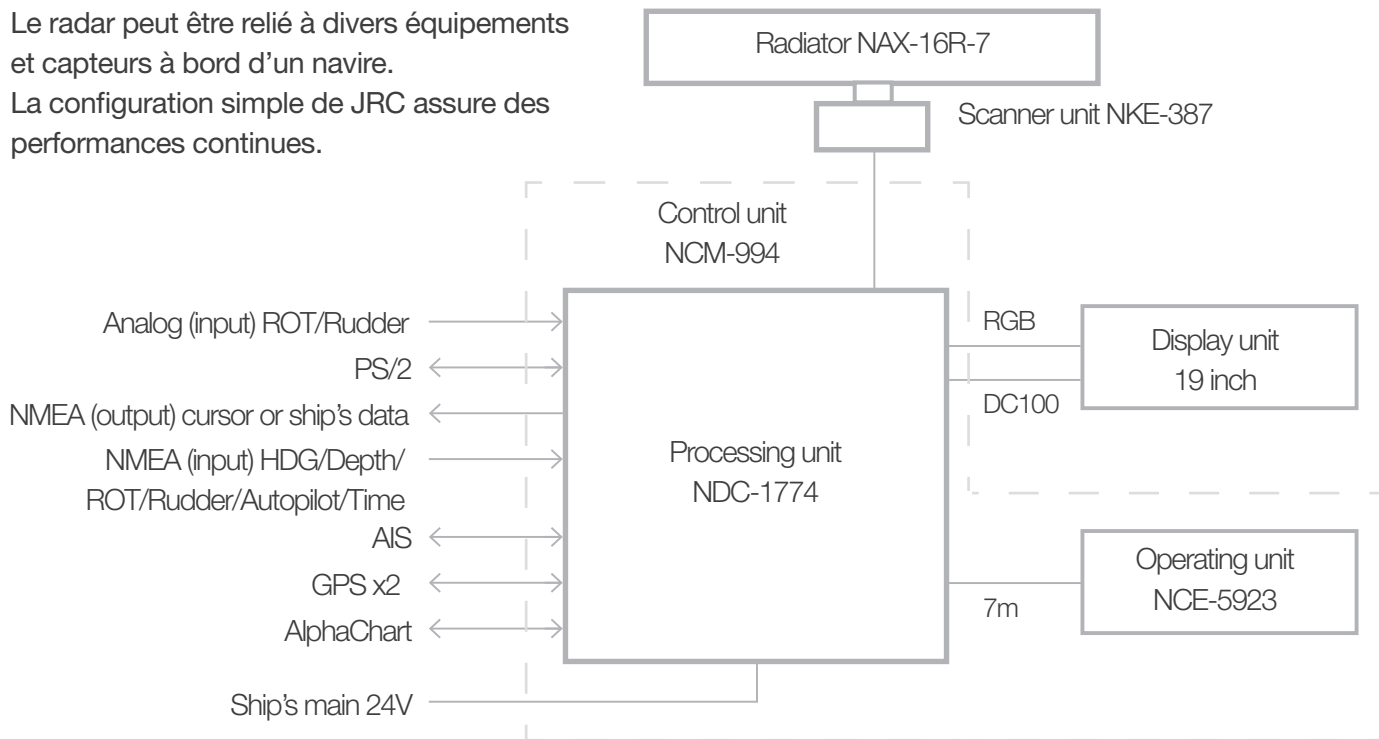 Le radar peut être relié à divers équipements
et capteurs à bord d’un navire.
La configuration simple de JRC assure des
performances continues.
Radiator NAX-16R-7
Scanner unit NKE-387
Control unit
NCM-994
Analog (input) ROT/Rudder
PS/2
NMEA (output) cursor or ship’s data
NMEA (input) HDG/Depth/
ROT/Rudder/Autopilot/Time
AIS
GPS x2
AlphaChart
Ship’s main 24V
Processing unit
NDC-1774
RGB
DC100
Display unit
19 inch
7m
Operating unit
NCE-5923